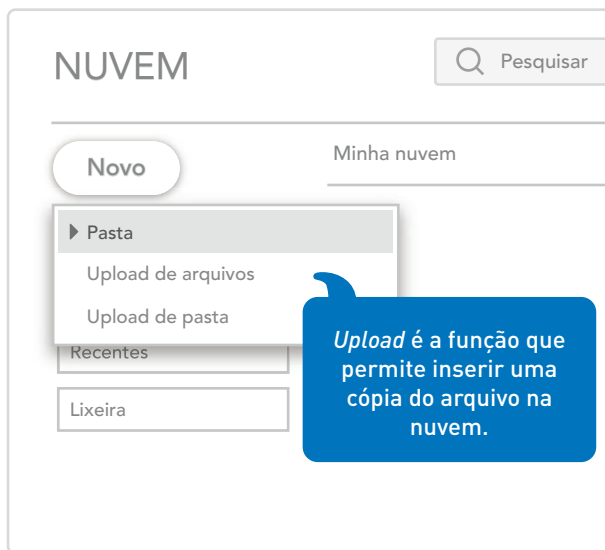 NUVEM
Pesquisar
Novo
Minha nuvem
Pasta
Upload de arquivos
Upload de pasta
Recentes
Lixeira
Upload é a função que
permite inserir uma
cópia do arquivo na
nuvem.